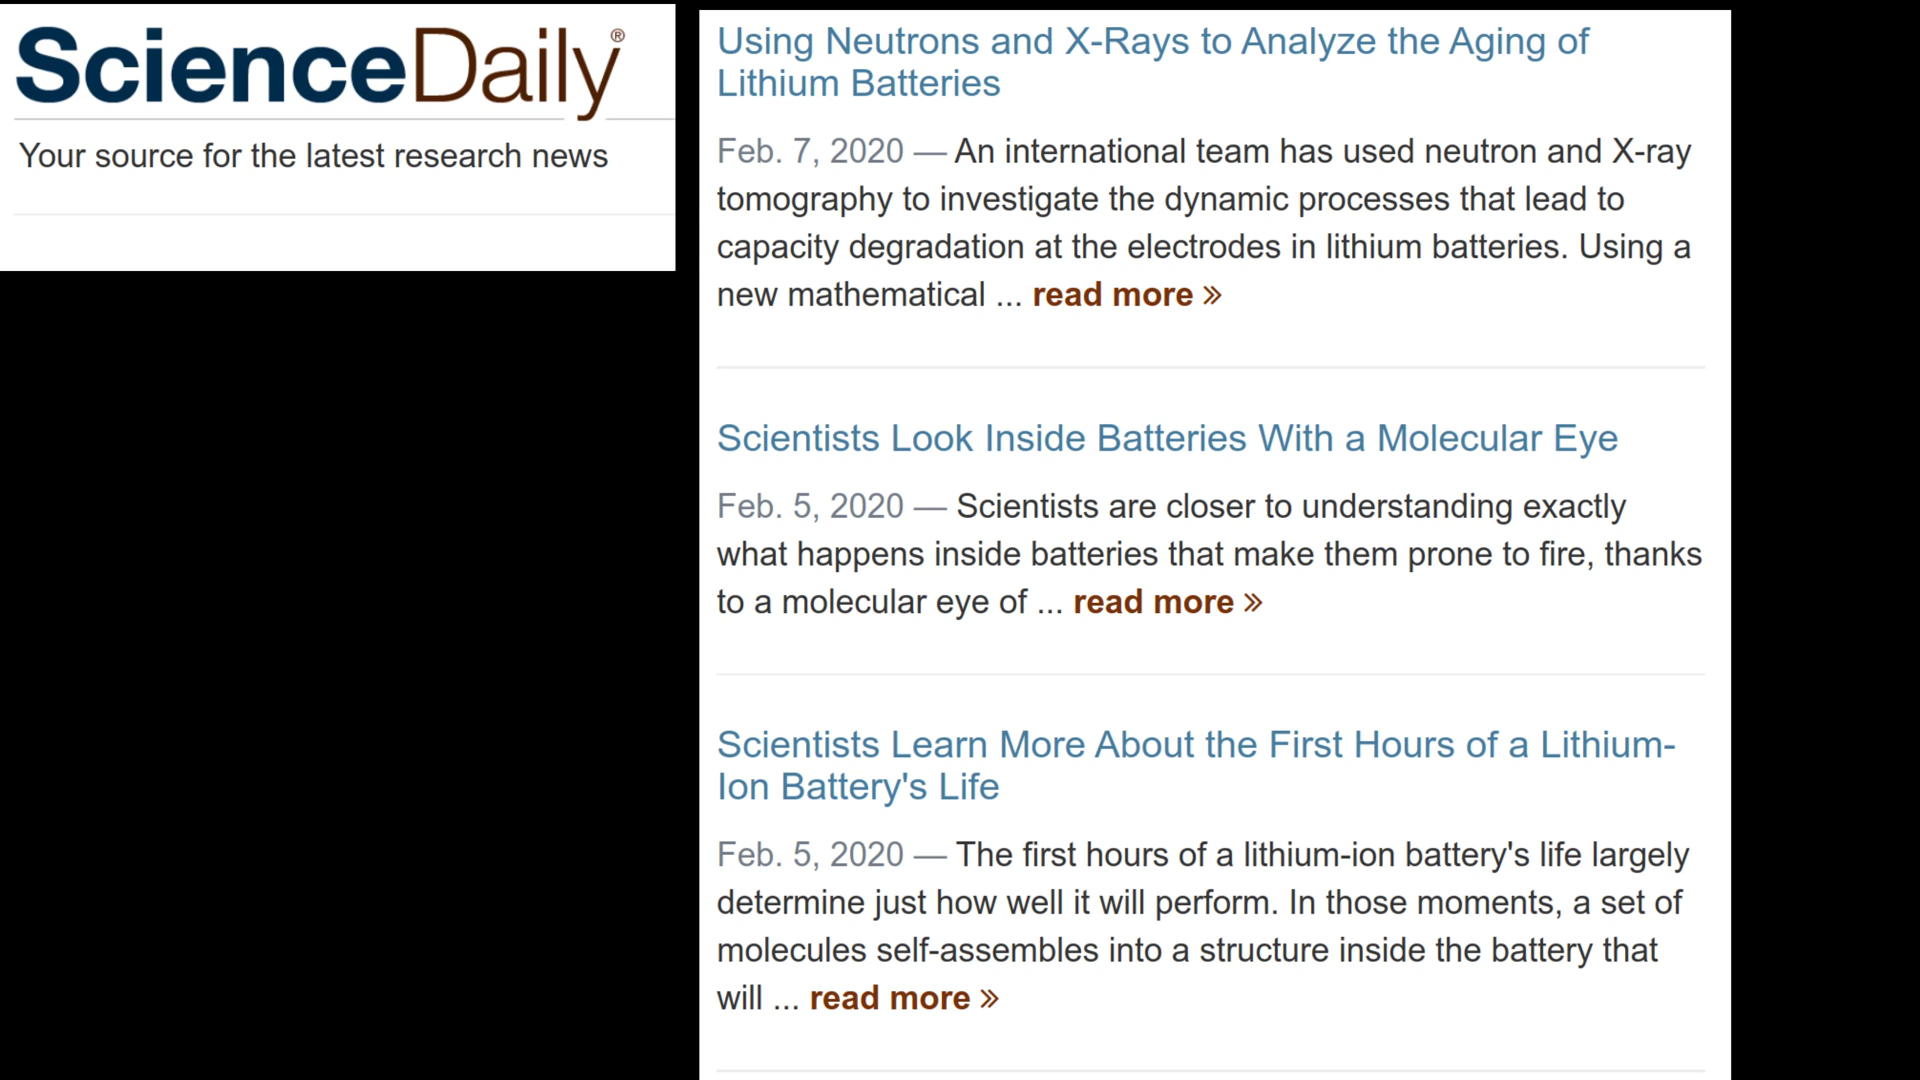 ScienceDaily®
Your source for the latest research news
Using Neutrons and X-Rays to Analyze the Aging of
Lithium Batteries
Feb. 7, 2020 — An international team has used neutron and X-ray
tomography to investigate the dynamic processes that lead to
capacity degradation at the electrodes in lithium batteries. Using a
new mathematical ... read more »
Scientists Look Inside Batteries With a Molecular Eye
Feb. 5, 2020 — Scientists are closer to understanding exactly
what happens inside batteries that make them prone to fire, thanks
to a molecular eye of ... read more »
Scientists Learn More About the First Hours of a Lithium-
Ion Battery's Life
Feb. 5, 2020 — The first hours of a lithium-ion battery's life largely
determine just how well it will perform. In those moments, a set of
molecules self-assembles into a structure inside the battery that
will ... read more »